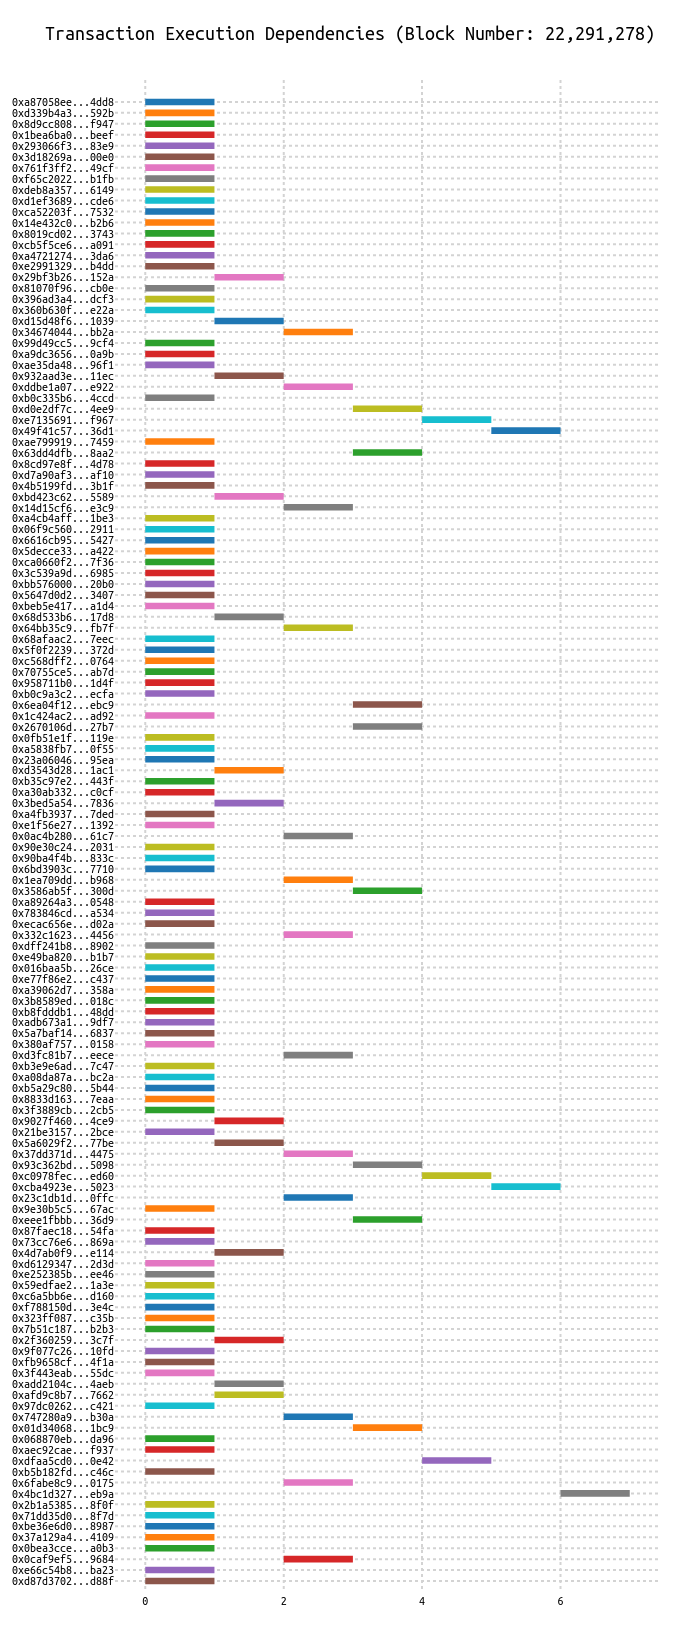 Transaction Execution Dependencies (Block Number: 22,291,278)
0xa87058ee...4dd8
0xd339b4a3...592b
0x8d9cc808...f947
0x1bea6ba0...beef
0x293066f3...83e9
0x3d18269a...00e0
0x761f3ff2...49cf
0xf65c2022...b1fb
0xdeb8a357...6149
0xd1ef3689...cde6
0xca52203f...7532
0x14e432c0...b2b6
0x8019cd02...3743
0xcb5f5ce6...a091
0xa4721274...3da6
0xe2991329...b4dd
0x29bf3b26...152a
0x81070f96...cb0e
0x396ad3a4...dcf3
0x360b630f...e22a
0xd15d48f6...1039
0x34674044...bb2a
0x99d49cc5...9cf4
0xa9dc3656...0a9b
0xae35da48...96f1
0x932aad3e...11ec
0xddbe1a07...e922
0xb0c335b6...4ccd
0xd0e2df7c...4ee9
0xe7135691...f967
0x49f41c57...36d1
0xae799919...7459
0x63dd4dfb...8aa2
0x8cd97e8f...4d78
0xd7a90af3...af10
0x4b5199fd...3b1f
0xbd423c62...5589
0x14d15cf6...e3c9
0xa4cb4aff...1be3
0x06f9c560...2911
0x6616cb95...5427
0x5decce33...a422
0xca0660f2...7f36
0x3c539a9d...6985
0xbb576000...20b0
0x5647d0d2...3407
0xbeb5e417...a1d4
0x68d533b6...17d8
0x64bb35c9...fb7f
0x68afaac2...7eec
0x5f0f2239...372d
0xc568dff2...0764
0x70755ce5...ab7d
0x958711b0...1d4f
0xb0c9a3c2...ecfa
0x6ea04f12...ebc9
0x1c424ac2...ad92
0x2670106d...27b7
0x0fb51e1f...119e
0xa5838fb7...0f55
0x23a06046...95ea
0xd3543d28...1ac1
0xb35c97e2...443f
0xa30ab332...c0cf
0x3bed5a54...7836
0xa4fb3937...7ded
0xe1f56e27...1392
0x0ac4b280...61c7
0x90e30c24...2031
0x90ba4f4b...833c
0x6bd3903c...7710
0x1ea709dd...b968
0x3586ab5f...300d
0xa89264a3...0548
0x783846cd...a534
0xecac656e...d02a
0x332c1623...4456
0xdff241b8...8902
0xe49ba820...b1b7
0x016baa5b...26ce
0xe77f86e2...c437
0xa39062d7...358a
0x3b8589ed...018c
0xb8fdddb1...48dd
0xadb673a1...9df7
0x5a7baf14...6837
0x380af757...0158
0xd3fc81b7...eece
0xb3e9e6ad...7c47
0xa08da87a...bc2a
0xb5a29c80...5b44
0x8833d163...7eaa
0x3f3889cb...2cb5
0x9027f460...4ce9
0x21be3157...2bce
0x5a6029f2...77be
0x37dd371d...4475
0x93c362bd...5098
0xc0978fec...ed60
0xcba4923e...5023
0x23c1db1d...0ffc
0x9e30b5c5...67ac
0xeee1fbbb...36d9
0x87faec18...54fa
0x73cc76e6...869a
0x4d7ab0f9...e114
0xd6129347...2d3d
0xe252385b...ee46
0x59edfae2...1a3e
0xc6a5bb6e...d160
0xf788150d...3e4c
0x323ff087...c35b
0x7b51c187...b2b3
0x2f360259...3c7f
0x9f077c26...10fd
0xfb9658cf...4f1a
0x3f443eab...55dc
0xadd2104c...4aeb
0xafd9c8b7...7662
0x97dc0262...c421
0x747280a9...b30a
0x01d34068...1bc9
0x068870eb...da96
0xaec92cae...f937
0xdfaa5cd0...0e42
0xb5b182fd...c46c
0x6fabe8c9...0175
0x4bc1d327...eb9a
0x2b1a5385...8f0f
0x71dd35d0...8f7d
0xbe36e6d0...8987
0x37a129a4...4109
0x0bea3cce...a0b3
0x0caf9ef5...9684
0xe66c54b8...ba23
0xd87d3702...d88f
0 2 4 6